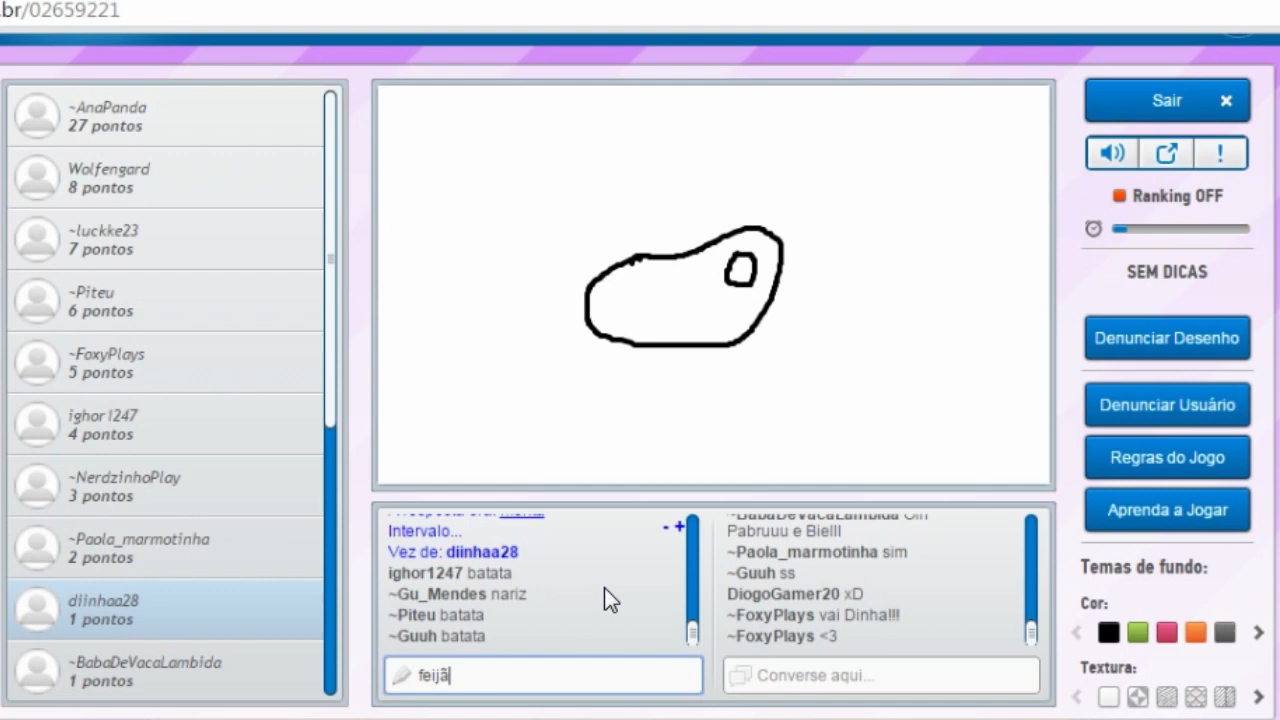 .br/02659221
~AnaPanda
27 pontos
Wolfengard
8 pontos
~luckke23
7 pontos
~Piteu
6 pontos
~FoxyPlays
5 pontos
ighor1247
4 pontos
~NerdzinhoPlay
3 pontos
~Paola_marmotinha
2 pontos
diinhaa28
1 pontos
~BabaDeVacaLambida
1 pontos
Intervalo...
- +
Vez de: diinhaa28
ighor1247 batata
~Gu_Mendes nariz
~Piteu batata
~Guuh batata
feijã
~BabaDeVacaLambida Oin
Pabruuu e Bielll
~Paola_marmotinha sim
~Guuh ss
DiogoGamer20 xD
~FoxyPlays vai Dinha!!!
~FoxyPlays <3
Converse aqui...
Sair ×
!
Ranking OFF
SEM DICAS
Denunciar Desenho
Denunciar Usuário
Regras do Jogo
Aprenda a Jogar
Temas de fundo:
Cor:
Textura: